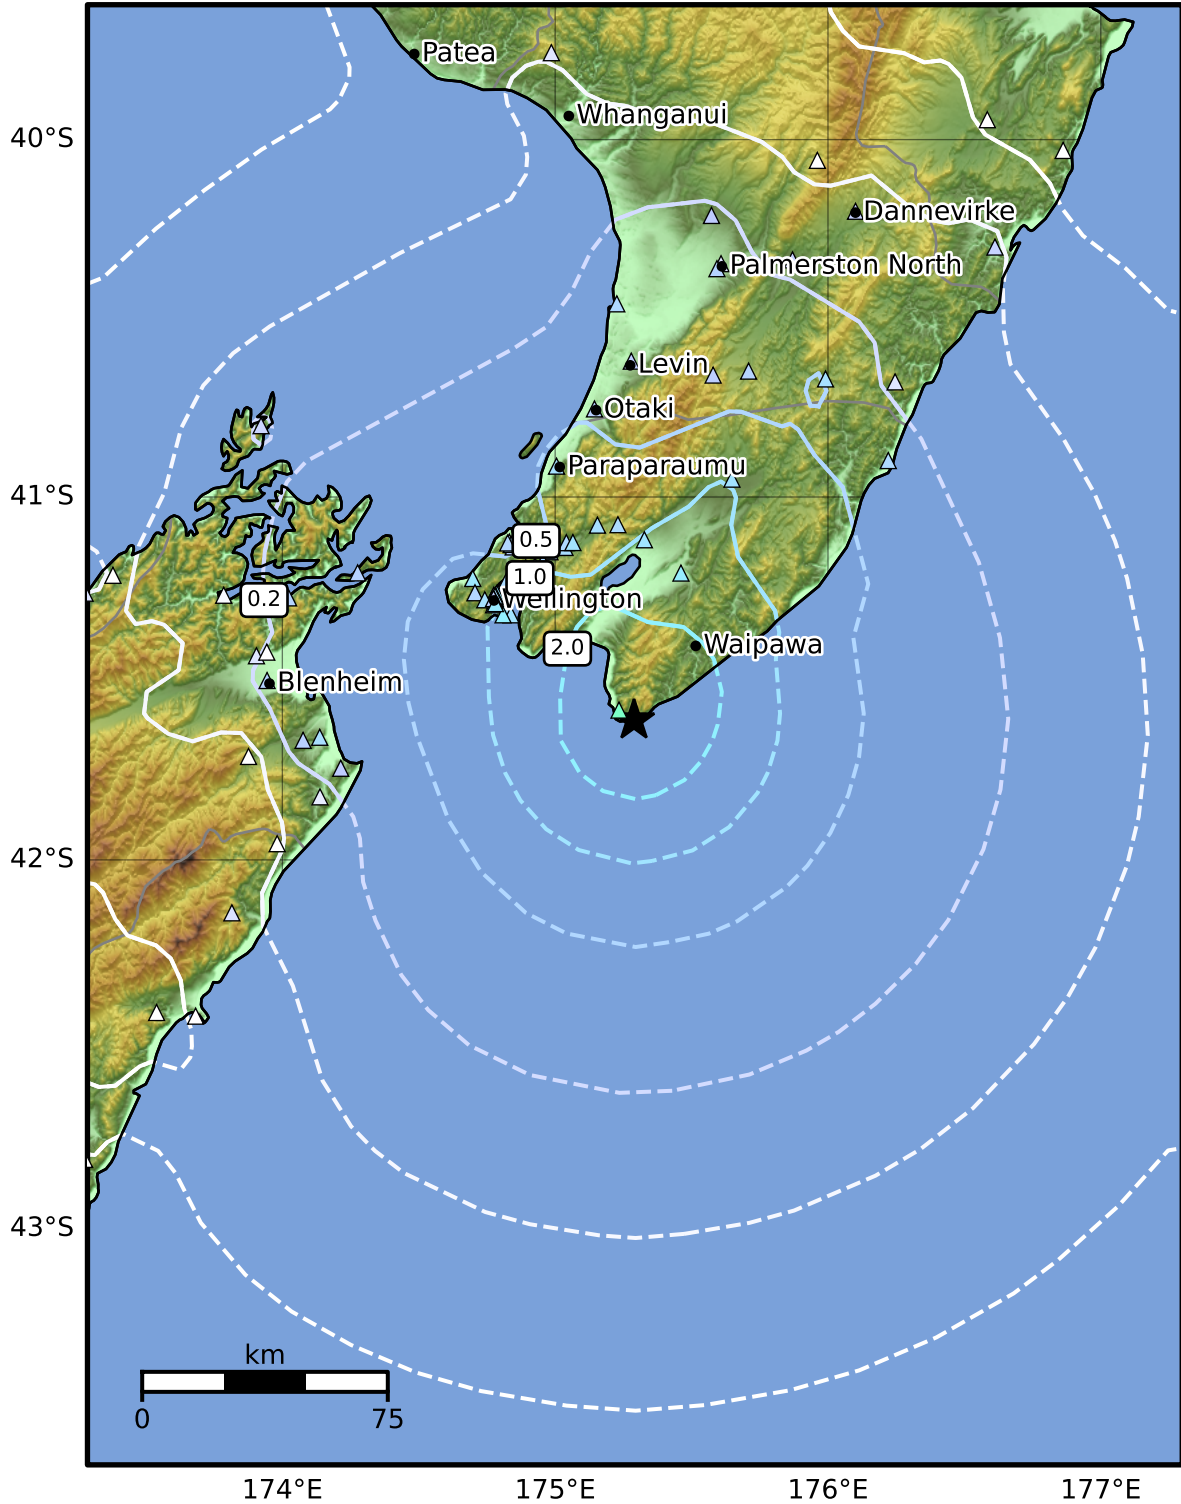 Patea
Whanganui
40°S
Dannevirke
Palmerston North
Levin
Otaki
Paraparaumu
41°S
0.5
1.0
0.2
Wellington
2.0
Waipawa
Blenheim
42°S
43°S
km
0
75
174°E
175°E
176°E
177°E